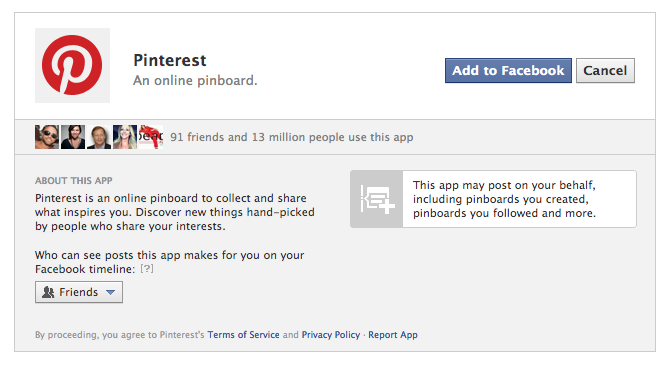 Pinterest
An online pinboard.
Add to Facebook
Cancel
91 friends and 13 million people use this app
ABOUT THIS APP
Pinterest is an online pinboard to collect and share
what inspires you. Discover new things hand-picked
by people who share your interests.
Who can see posts this app makes for you on your
Facebook timeline: [?]
Friends
This app may post on your behalf,
including pinboards you created,
pinboards you followed and more.
By proceeding, you agree to Pinterest's Terms of Service and Privacy Policy · Report App